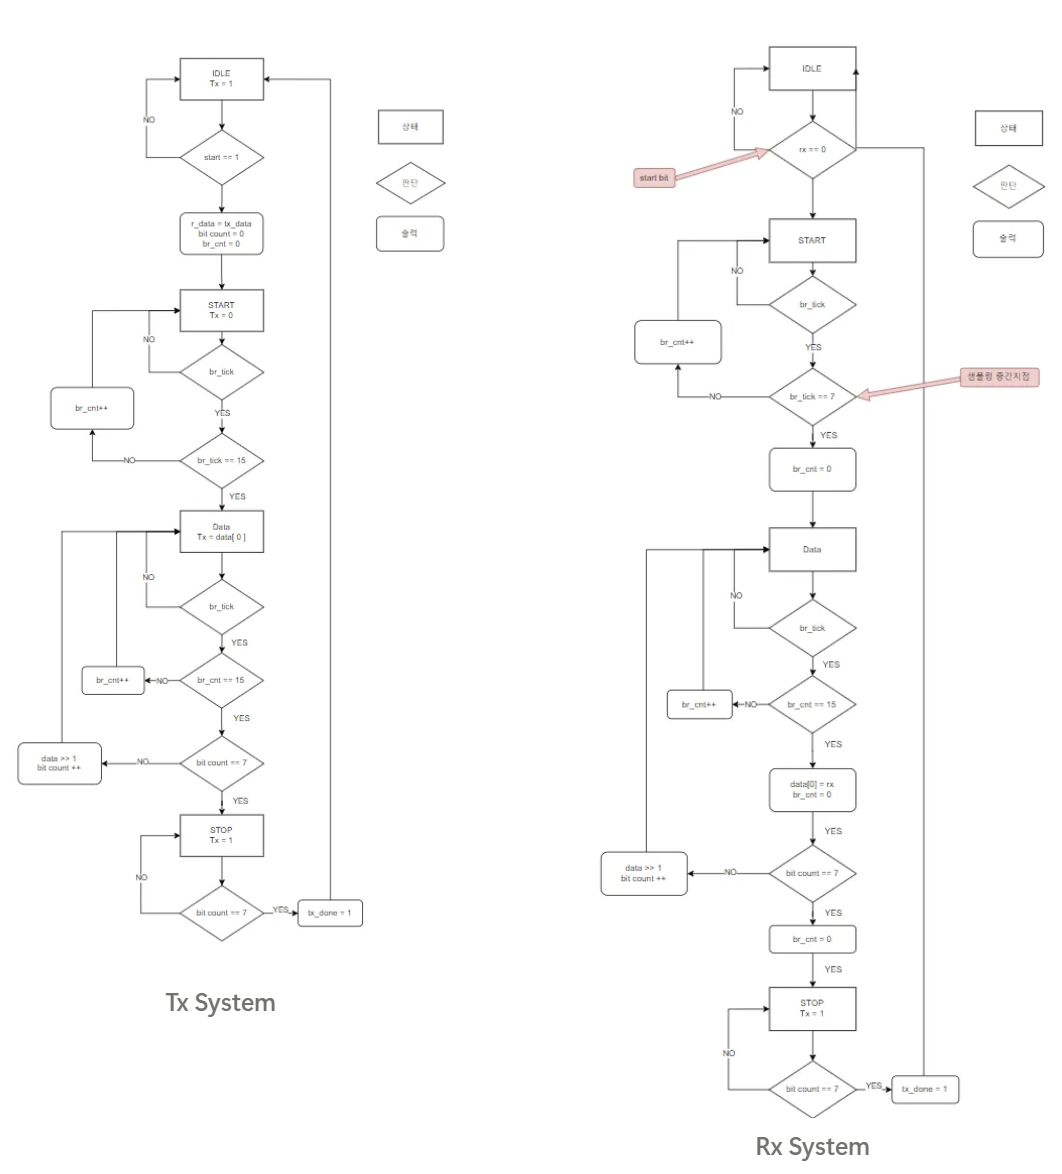 IDLE
Tx = 1
NO
start == 1
r_data = tx_data
bit count = 0
br_cnt = 0
START
Tx = 0
NO
br_tick
br_cnt++
YES
NO
br_tick == 15
YES
Data
Tx = data[ 0 ]
NO
br_tick
YES
br_cnt++
NO
br_cnt == 15
YES
data >> 1
bit count ++
NO
bit count == 7
YES
STOP
Tx = 1
NO
bit count == 7
YES
tx_done = 1
Tx System
상태
판단
출력
IDLE
NO
rx == 0
start bit
START
NO
br_tick
br_cnt++
YES
NO
br_tick == 7
샘플링 중간지점
YES
br_cnt = 0
Data
NO
br_tick
YES
br_cnt++
NO
br_cnt == 15
YES
data[0] = rx
br_cnt = 0
YES
data >> 1
bit count ++
NO
bit count == 7
YES
br_cnt = 0
YES
STOP
Tx = 1
NO
bit count == 7
YES
tx_done = 1
Rx System
상태
판단
출력